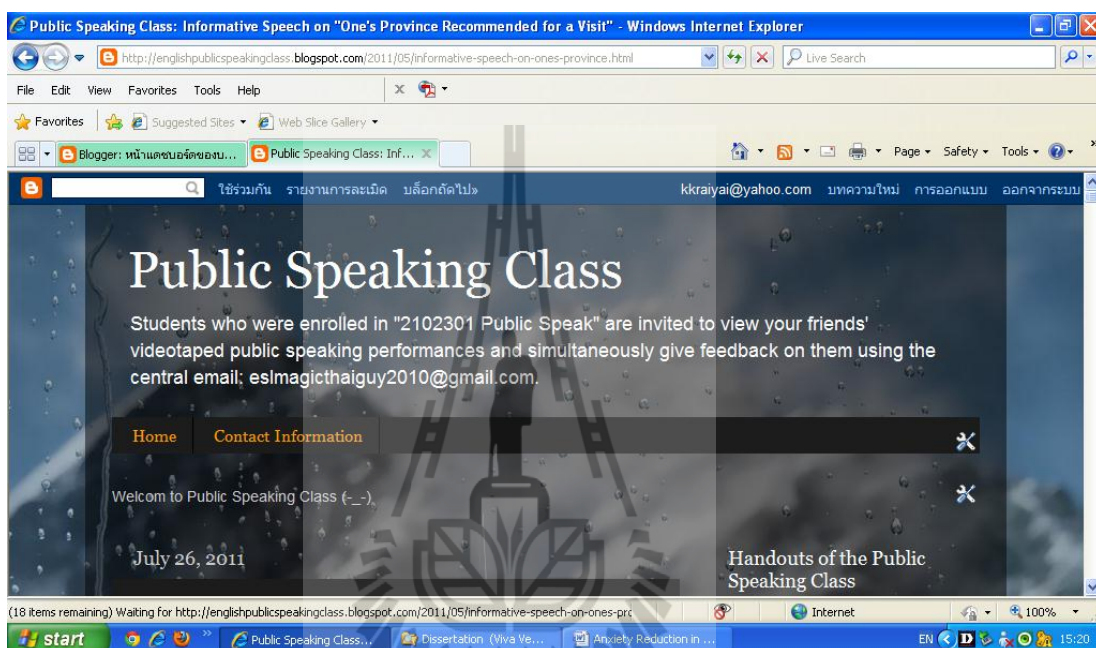 Public Speaking Class: Informative Speech on "One's Province Recommended for a Visit" - Windows Internet Explorer
http://englishpublicspeakingclass.blogspot.com/2011/05/informative-speech-on-ones-province.html
Live Search
File Edit View Favorites Tools Help
Favorites Suggested Sites Web Slice Gallery
Blogger: หน้าแดชบอร์ดของบ... Public Speaking Class: Inf... Page Safety Tools
ใช้ร่วมกัน รายงานการละเมิด บล็อกถัดไป» kkraiyai@yahoo.com บทความใหม่ การออกแบบ ออกจากระบบ
Public Speaking Class
Students who were enrolled in "2102301 Public Speak" are invited to view your friends'
videotaped public speaking performances and simultaneously give feedback on them using the
central email: eslmagicthaiguy2010@gmail.com.
Home Contact Information
Welcom to Public Speaking Class (-_-)
July 26, 2011
Handouts of the Public
Speaking Class
(18 items remaining) Waiting for http://englishpublicspeakingclass.blogspot.com/2011/05/informative-speech-on-ones-prc Internet 100%
start Public Speaking Class... Dissertation (Viva Ve... Anxiety Reduction in ... EN 15:20